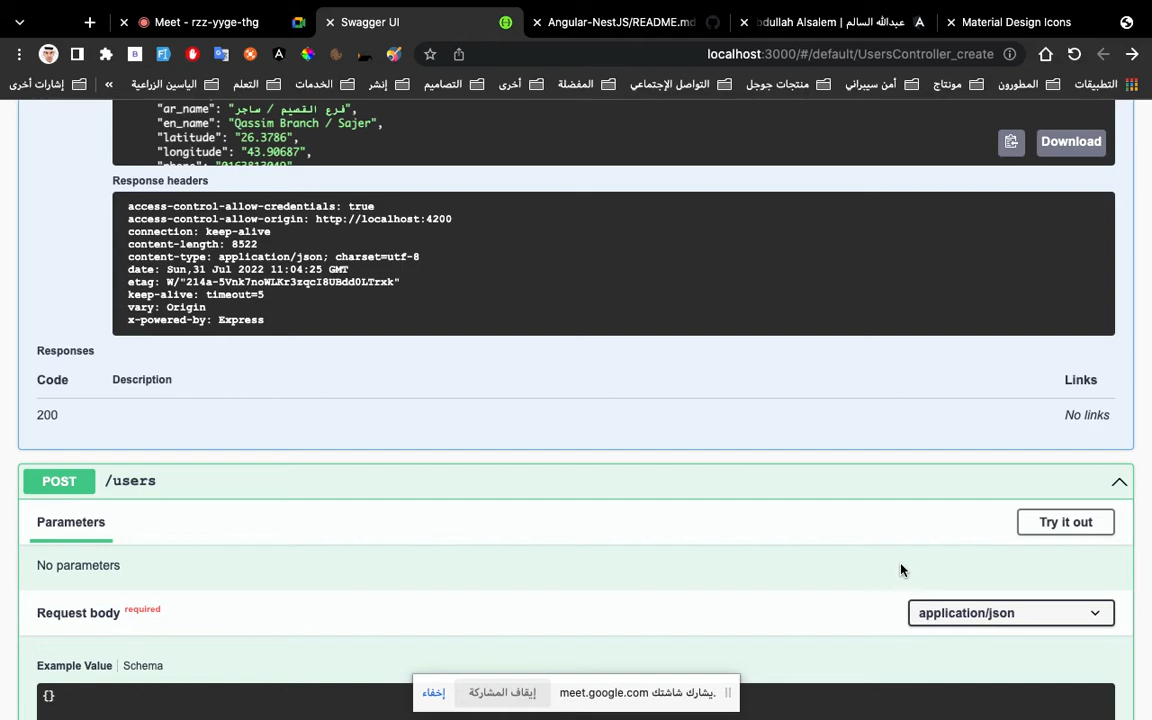 Meet - rzz-yyge-thg
Swagger UI
Angular-NestJS/README.md
bdullah Alsalem | عبدالله السالم
Material Design Icons
localhost:3000/#/default/UsersController_create
إشارات أخرى
»
الياسين الزراعية
التعلم
الخدمات
إنشر
التصاميم
أخرى
المفضلة
التواصل الإجتماعي
منتجات جوجل
أمن سيبراني
مونتاج
المطورون
التطبيقات
"ar_name": "فرع القصيم / ساجر",
"en_name": "Qassim Branch / Sajer",
"latitude": "26.3786",
"longitude": "43.90687",
Download
Response headers
access-control-allow-credentials: true
access-control-allow-origin: http://localhost:4200
connection: keep-alive
content-length: 8522
content-type: application/json; charset=utf-8
date: Sun,31 Jul 2022 11:04:25 GMT
etag: W/"214a-5Vnk7noWLKr3zqcI8UBdd0LTrxk"
keep-alive: timeout=5
vary: Origin
x-powered-by: Express
Responses
Code
Description
Links
200
No links
POST
/users
Parameters
Try it out
No parameters
Request body required
application/json
Example Value
Schema
{}
إخفاء
إيقاف المشاركة
يشارك شاشتك meet.google.com.